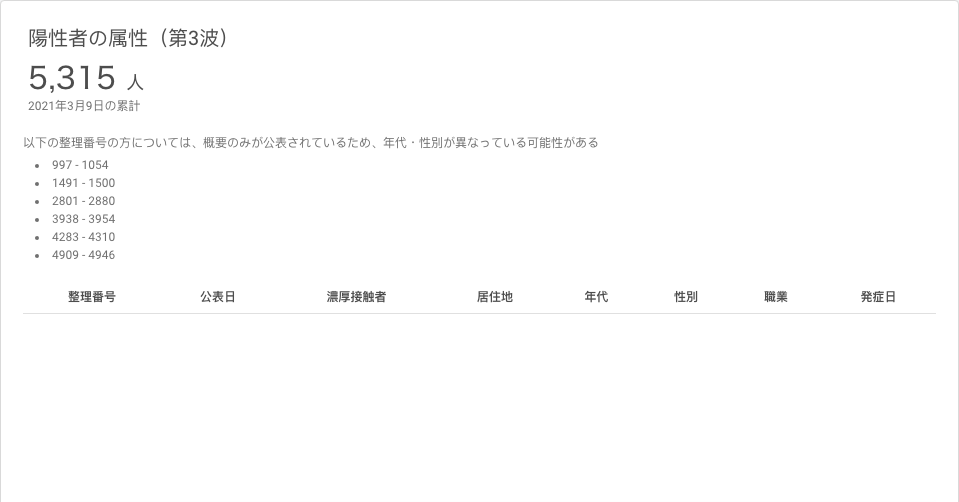 陽性者の属性（第3波）
5,315 人
2021年3月9日の累計
以下の整理番号の方については、概要のみが公表されているため、年代・性別が異なっている可能性がある
• 997 - 1054
• 1491 - 1500
• 2801 - 2880
• 3938 - 3954
• 4283 - 4310
• 4909 - 4946
整理番号 公表日 濃厚接触者 居住地 年代 性別 職業 発症日